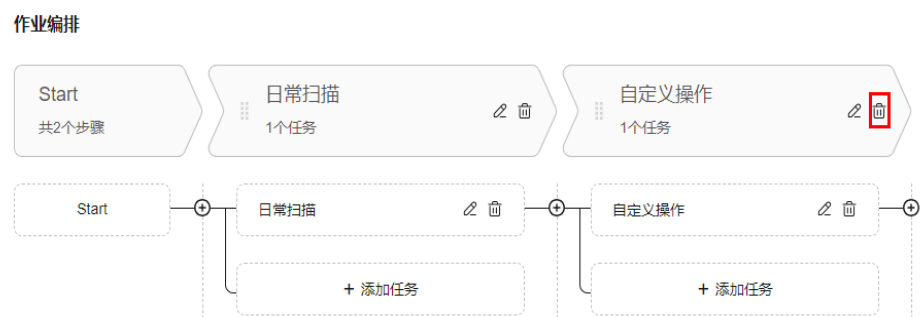 作业编排
Start
共2个步骤
日常扫描
1个任务
自定义操作
1个任务
Start
日常扫描
自定义操作
+ 添加任务
+ 添加任务